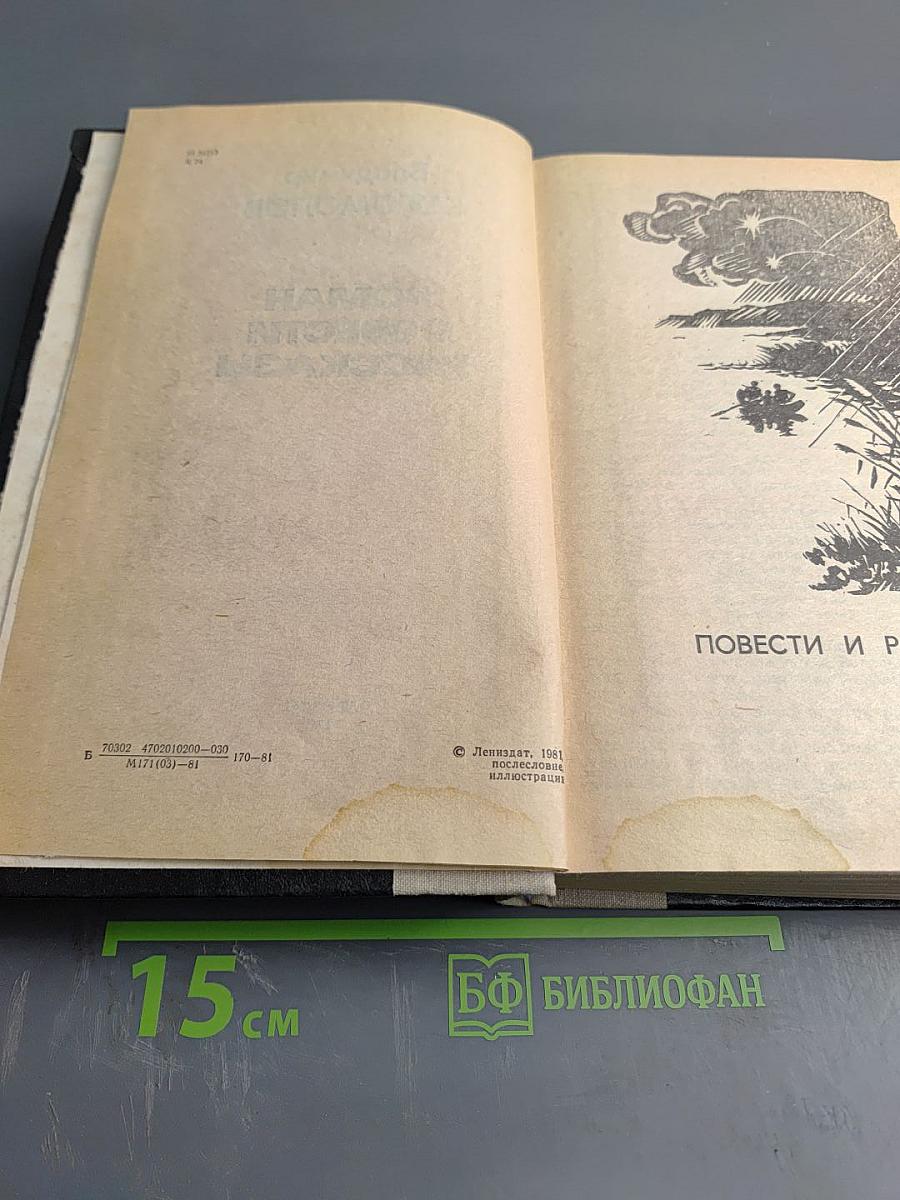 Б 70302 4702010200—030 170—81
М171(03)—81
© Лениздат, 1981,
послесловие,
иллюстрации
ПОВЕСТИ И Р
15 см
БФ БИБЛИОФАН